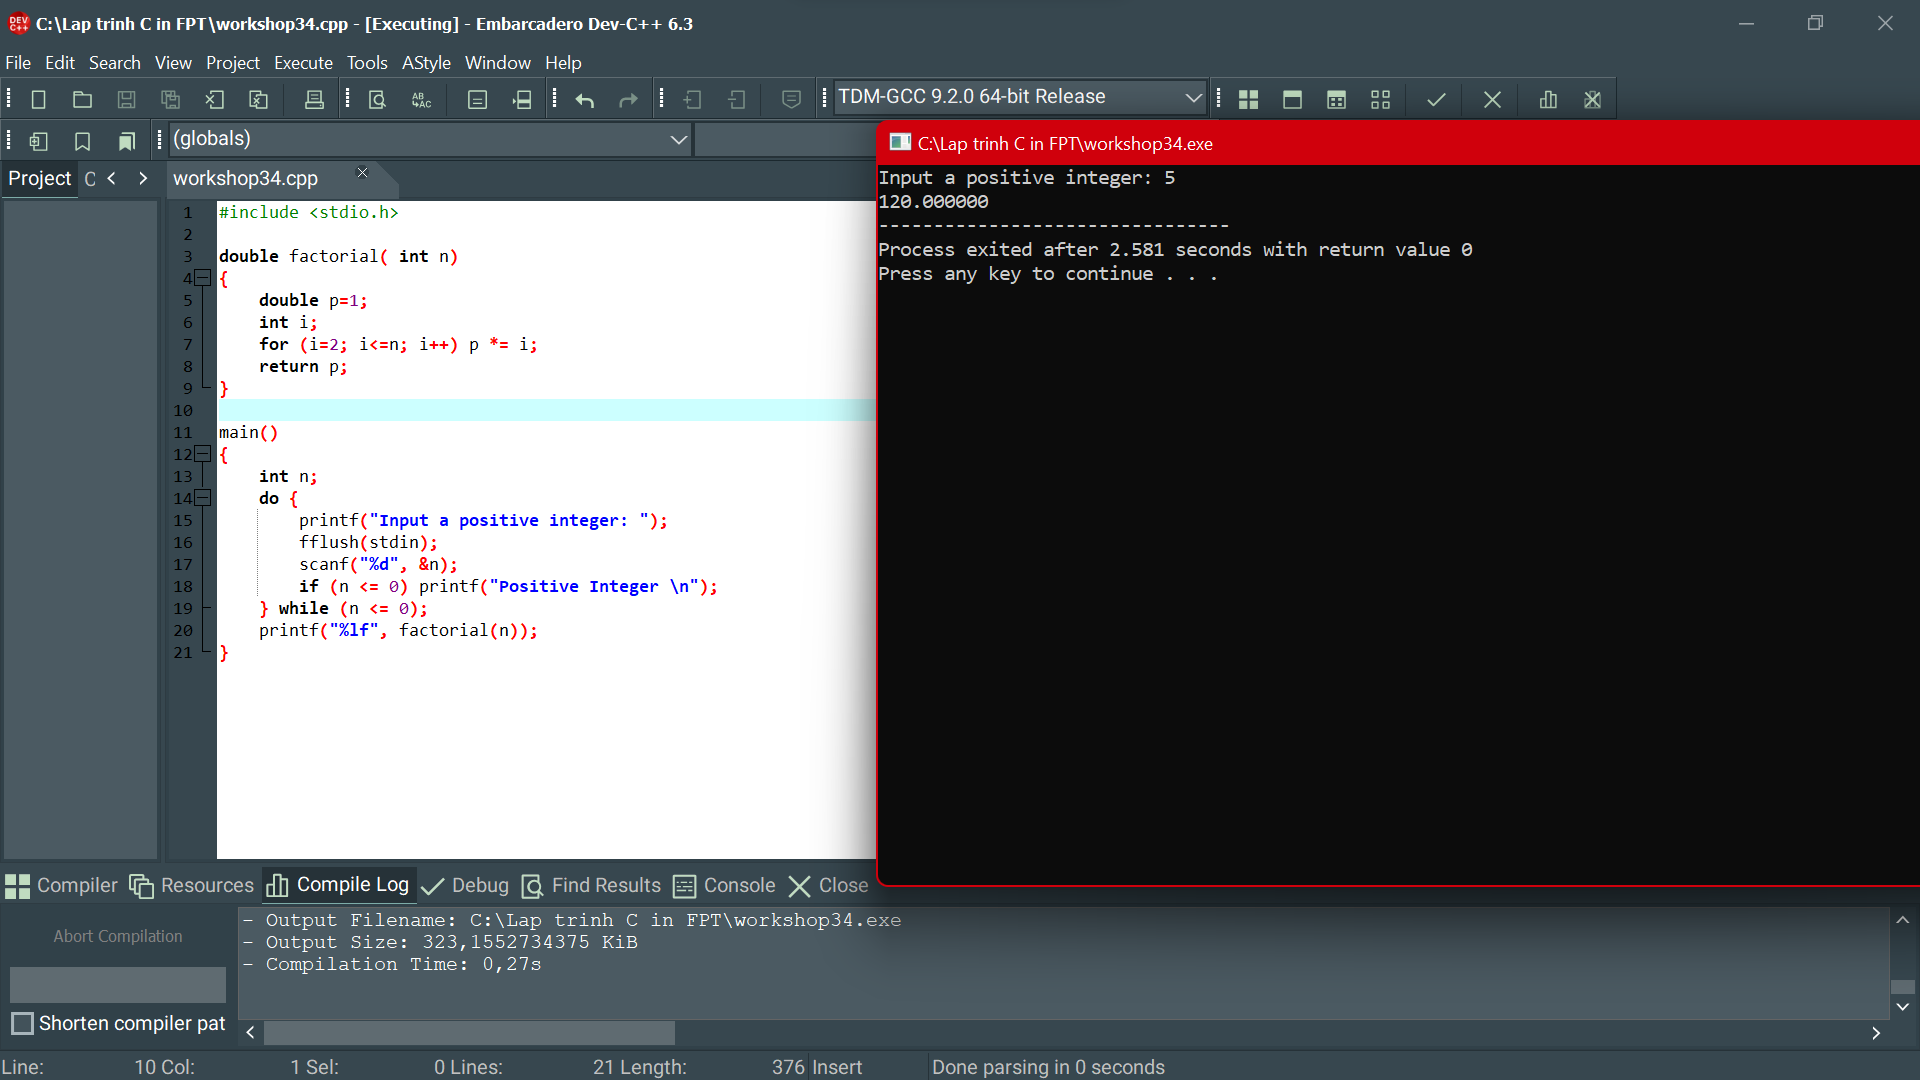 C:\Lap trinh C in FPT\workshop34.cpp - [Executing] - Embarcadero Dev-C++ 6.3
File Edit Search View Project Execute Tools AStyle Window Help
TDM-GCC 9.2.0 64-bit Release
(globals)
Project C
workshop34.cpp
1 #include <stdio.h>
2
3 double factorial( int n)
4 {
5 double p=1;
6 int i;
7 for (i=2; i<=n; i++) p *= i;
8 return p;
9 }
10
11 main()
12 {
13 int n;
14 do {
15 printf("Input a positive integer: ");
16 fflush(stdin);
17 scanf("%d", &n);
18 if (n <= 0) printf("Positive Integer \n");
19 } while (n <= 0);
20 printf("%lf", factorial(n));
21 }
C:\Lap trinh C in FPT\workshop34.exe
Input a positive integer: 5
120.000000
--------------------------------
Process exited after 2.581 seconds with return value 0
Press any key to continue . . .
Compiler Resources Compile Log Debug Find Results Console Close
Abort Compilation
Shorten compiler pat
- Output Filename: C:\Lap trinh C in FPT\workshop34.exe
- Output Size: 323,1552734375 KiB
- Compilation Time: 0,27s
Line: 10 Col: 1 Sel: 0 Lines: 21 Length: 376 Insert Done parsing in 0 seconds